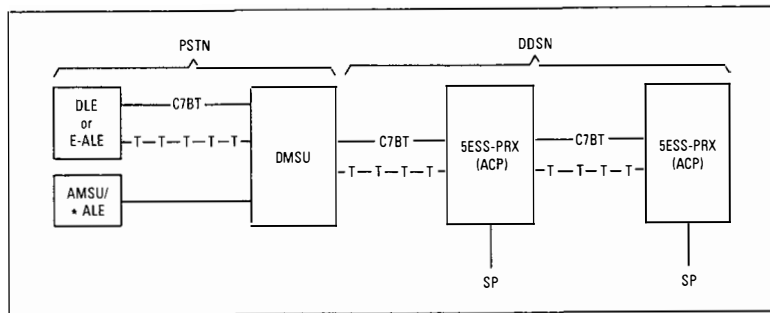 PSTN
DDSN
DLE
or
E-ALE
C7BT
T—T—T—T—T
DMSU
C7BT
T—T—T—T
5ESS-PRX
(ACP)
C7BT
T—T—T—T
5ESS-PRX
(ACP)
AMSU/
* ALE
SP
SP